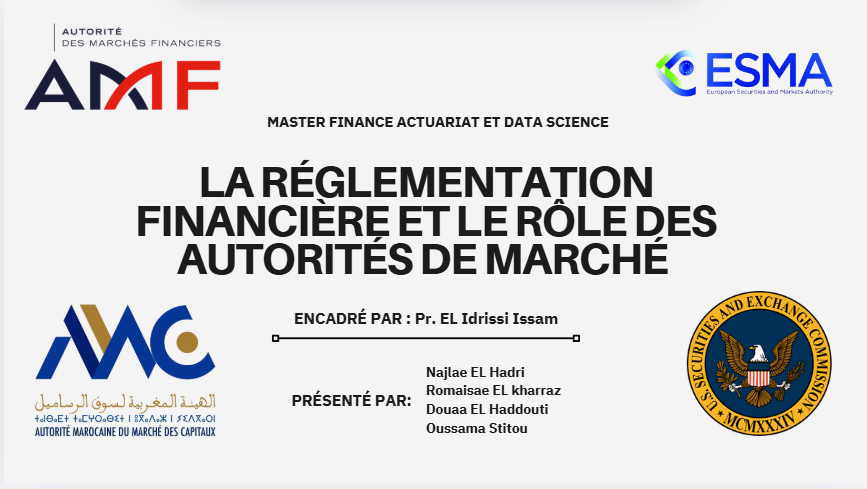 AUTORITÉ
DES MARCHÉS FINANCIERS
AMF
ESMA
European Securities and Markets Authority
MASTER FINANCE ACTUARIAT ET DATA SCIENCE
LA RÉGLEMENTATION
FINANCIÈRE ET LE RÔLE DES
AUTORITÉS DE MARCHÉ
ENCADRÉ PAR : Pr. EL Idrissi Issam
AMMC
الهيئة المغربية لسوق الرساميل
AUTORITÉ MAROCAINE DU MARCHÉ DES CAPITAUX
PRÉSENTÉ PAR:
Najlae EL Hadri
Romaisae EL kharraz
Douaa EL Haddouti
Oussama Stitou
U.S. SECURITIES AND EXCHANGE COMMISSION
MCMXXXIV